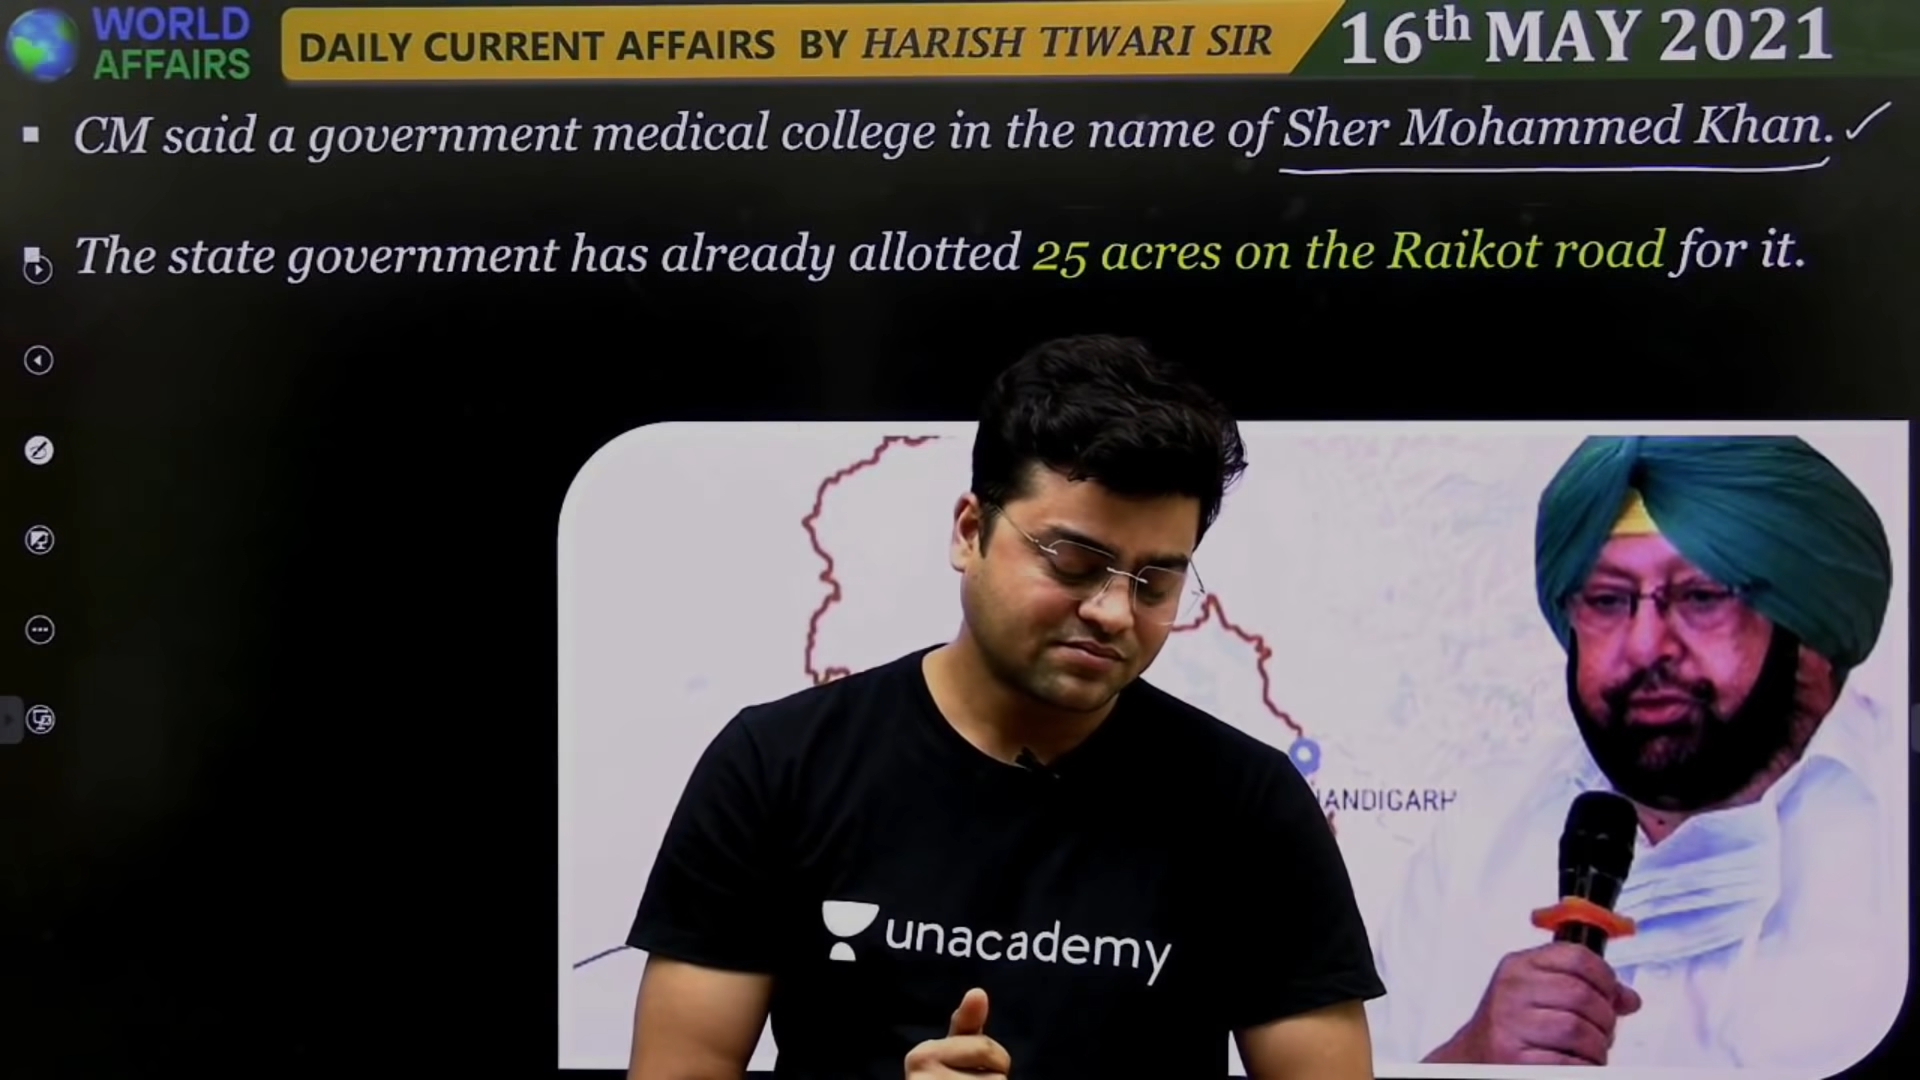 WORLD
AFFAIRS
DAILY CURRENT AFFAIRS BY HARISH TIWARI SIR
16th MAY 2021
CM said a government medical college in the name of Sher Mohammed Khan.
The state government has already allotted 25 acres on the Raikot road for it.
HANDIGARH
unacademy